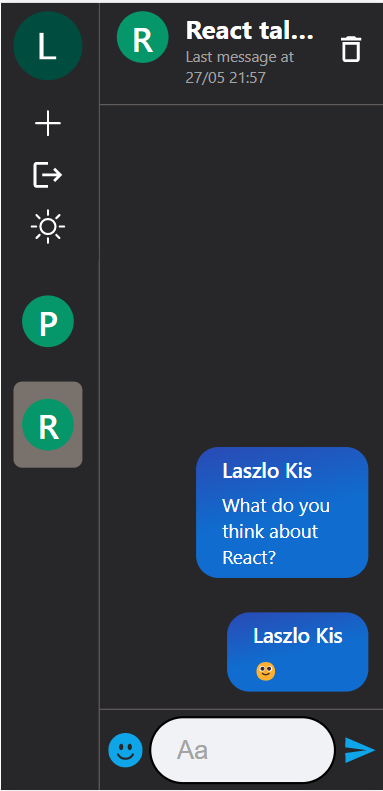 L
R
React tal...
Last message at
27/05 21:57
P
R
Laszlo Kis
What do you
think about
React?
Laszlo Kis
🙂
Aa